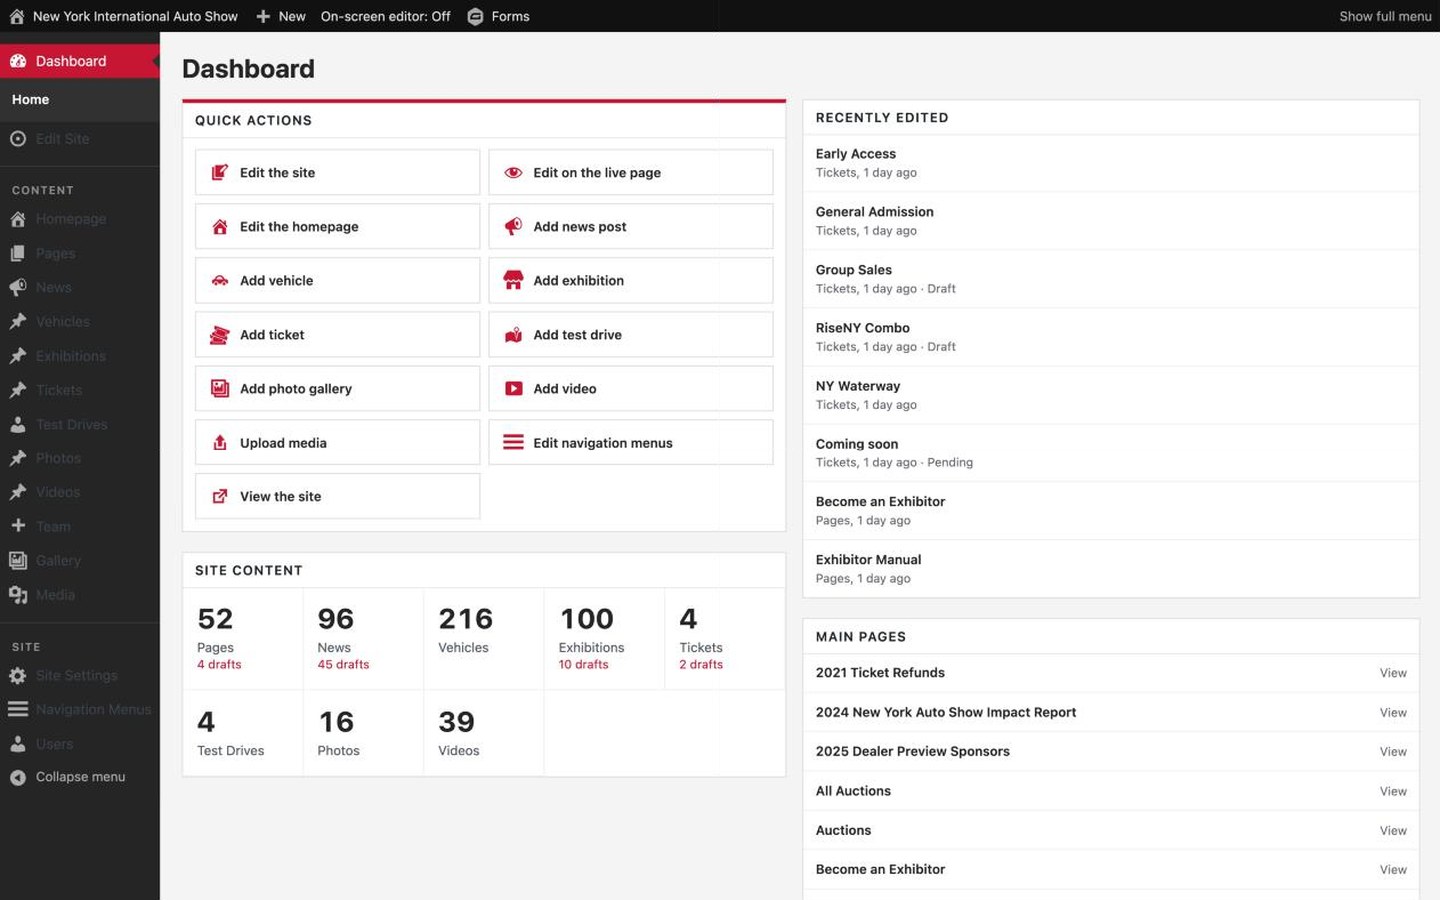 New York International Auto Show
New
On-screen editor: Off
Forms
Show full menu
Dashboard
Home
Edit Site
CONTENT
Homepage
Pages
News
Vehicles
Exhibitions
Tickets
Test Drives
Photos
Videos
Team
Gallery
Media
SITE
Site Settings
Navigation Menus
Users
Collapse menu
Dashboard
QUICK ACTIONS
Edit the site
Edit on the live page
Edit the homepage
Add news post
Add vehicle
Add exhibition
Add ticket
Add test drive
Add photo gallery
Add video
Upload media
Edit navigation menus
View the site
SITE CONTENT
52
Pages
4 drafts
96
News
45 drafts
216
Vehicles
100
Exhibitions
10 drafts
4
Tickets
2 drafts
4
Test Drives
16
Photos
39
Videos
RECENTLY EDITED
Early Access
Tickets, 1 day ago
General Admission
Tickets, 1 day ago
Group Sales
Tickets, 1 day ago · Draft
RiseNY Combo
Tickets, 1 day ago · Draft
NY Waterway
Tickets, 1 day ago
Coming soon
Tickets, 1 day ago · Pending
Become an Exhibitor
Pages, 1 day ago
Exhibitor Manual
Pages, 1 day ago
MAIN PAGES
2021 Ticket Refunds View
2024 New York Auto Show Impact Report View
2025 Dealer Preview Sponsors View
All Auctions View
Auctions View
Become an Exhibitor View